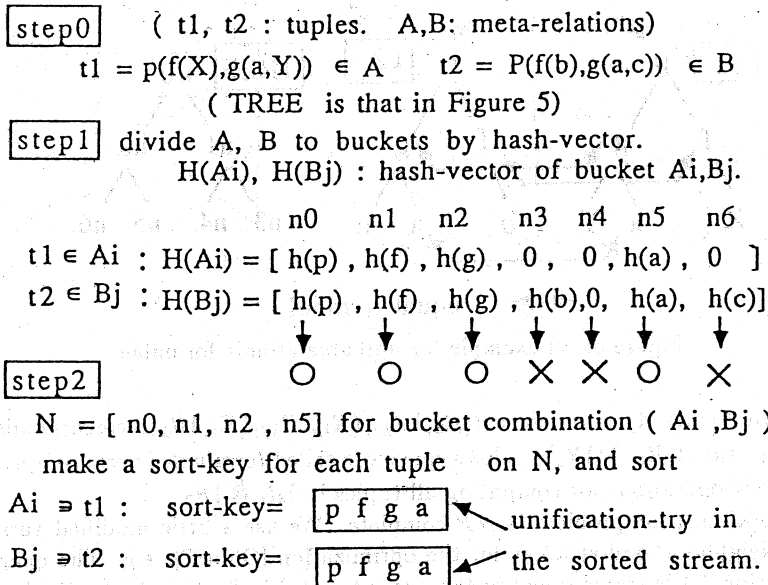 step0 ( t1, t2 : tuples. A,B: meta-relations)
t1 = p(f(X),g(a,Y)) ∈ A t2 = P(f(b),g(a,c)) ∈ B
( TREE is that in Figure 5)
step1 divide A, B to buckets by hash-vector.
H(Ai), H(Bj) : hash-vector of bucket Ai,Bj.
n0 n1 n2 n3 n4 n5 n6
t1 ∈ Ai : H(Ai) = [ h(p) , h(f) , h(g) , 0 , 0 , h(a) , 0 ]
t2 ∈ Bj : H(Bj) = [ h(p) , h(f) , h(g) , h(b),0, h(a), h(c)]
O O O × × O ×
step2
N = [ n0, n1, n2 , n5] for bucket combination ( Ai ,Bj )
make a sort-key for each tuple on N, and sort
Ai ∋ t1 : sort-key= p f g a
unification-try in
Bj ∋ t2 : sort-key= p f g a
the sorted stream.